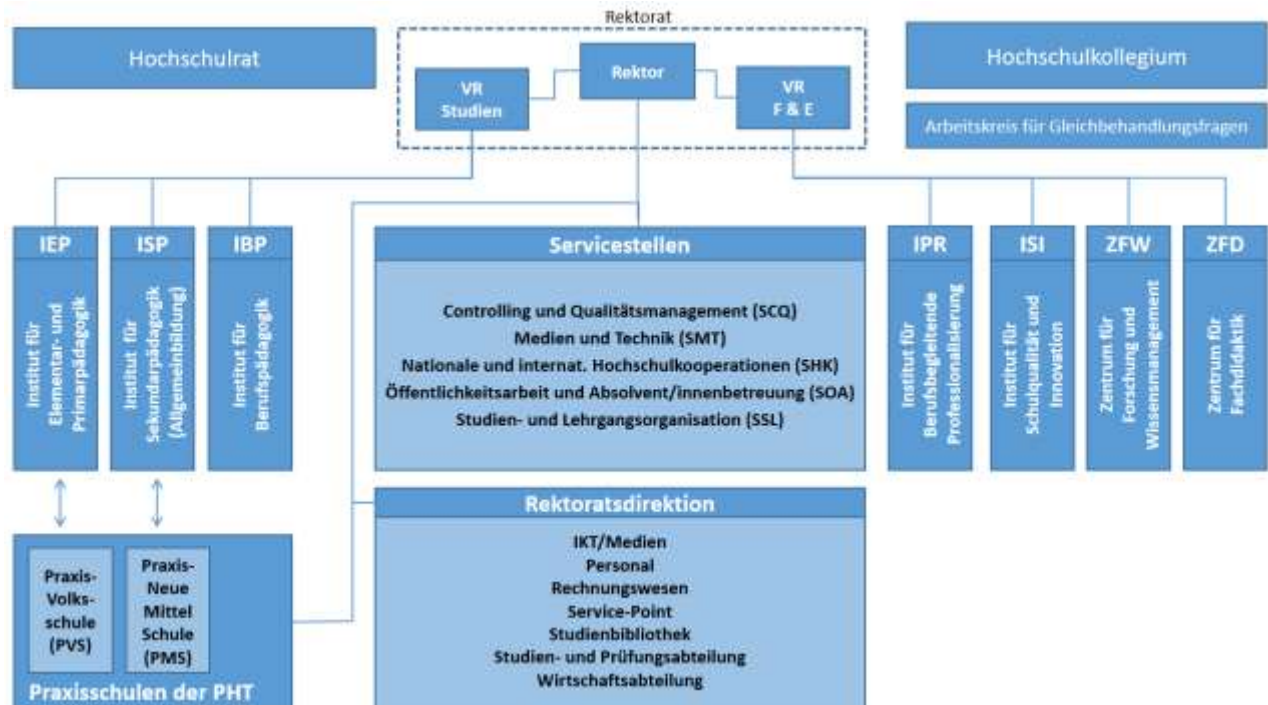 Rektorat
Hochschulrat
Rektor
VR
Studien
VR
F & E
Hochschulkollegium
Arbeitskreis für Gleichbehandlungsfragen
IEP
Institut für
Elementar- und
Primarpädagogik
ISP
Institut für
Sekundarpädagogik
(Allgemeinbildung)
IBP
Institut für
Berufspädagogik
Servicestellen
Controlling und Qualitätsmanagement (SCQ)
Medien und Technik (SMT)
Nationale und internat. Hochschulkooperationen (SHK)
Öffentlichkeitsarbeit und Absolvent/innenbetreuung (SOA)
Studien- und Lehrgangsorganisation (SSL)
IPR
Institut für
Berufsbegleitende
Professionalisierung
ISI
Institut für
Schulqualität und
Innovation
ZFW
Zentrum für
Forschung und
Wissensmanagement
ZFD
Zentrum für
Fachdidaktik
Rektoratsdirektion
IKT/Medien
Personal
Rechnungswesen
Service-Point
Studienbibliothek
Studien- und Prüfungsabteilung
Wirtschaftsabteilung
Praxis-
Volks-
schule
(PVS)
Praxis-
Neue
Mittel
Schule
(PMS)
Praxisschulen der PHT